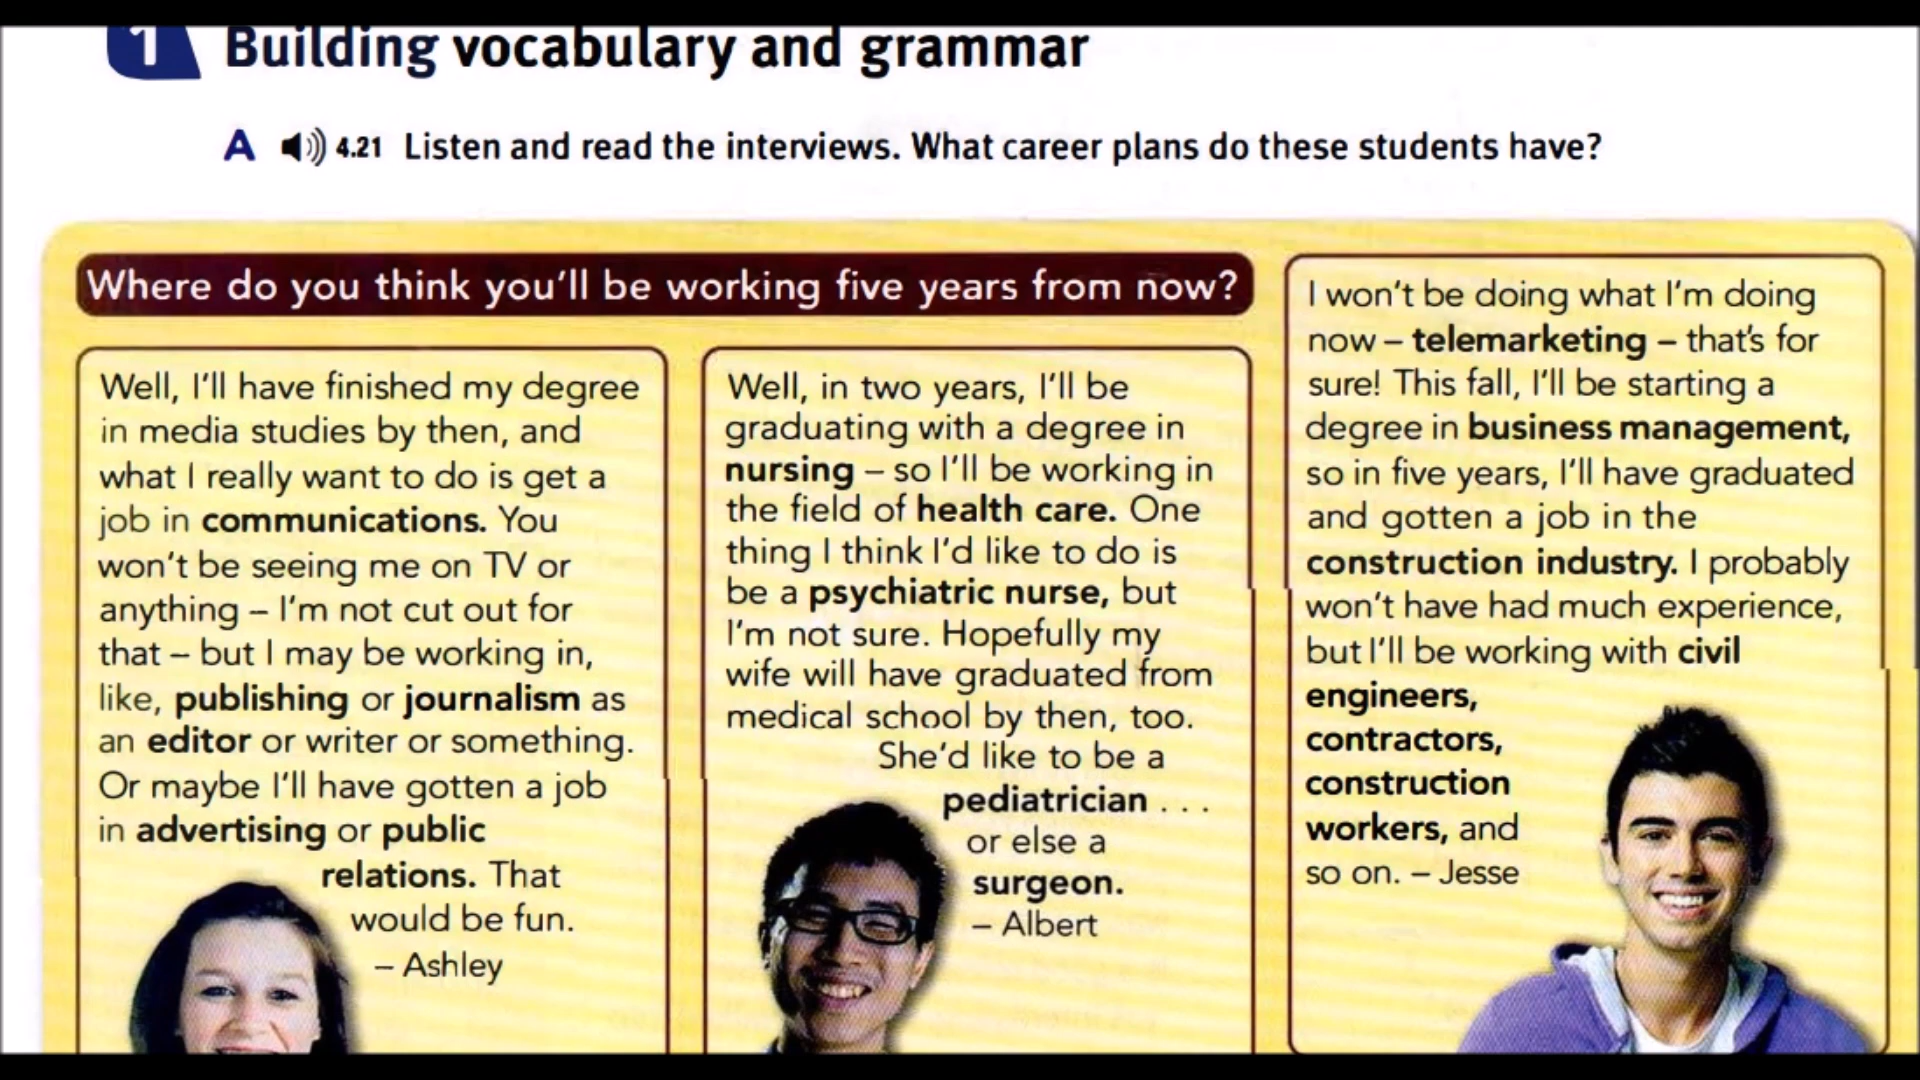 1 Building vocabulary and grammar
A 4.21 Listen and read the interviews. What career plans do these students have?
Where do you think you'll be working five years from now?
Well, I'll have finished my degree
in media studies by then, and
what I really want to do is get a
job in communications. You
won't be seeing me on TV or
anything – I'm not cut out for
that – but I may be working in,
like, publishing or journalism as
an editor or writer or something.
Or maybe I'll have gotten a job
in advertising or public
relations. That
would be fun.
– Ashley
Well, in two years, I'll be
graduating with a degree in
nursing – so I'll be working in
the field of health care. One
thing I think I'd like to do is
be a psychiatric nurse, but
I'm not sure. Hopefully my
wife will have graduated from
medical school by then, too.
She'd like to be a
pediatrician . . .
or else a
surgeon.
– Albert
I won't be doing what I'm doing
now – telemarketing – that's for
sure! This fall, I'll be starting a
degree in business management,
so in five years, I'll have graduated
and gotten a job in the
construction industry. I probably
won't have had much experience,
but I'll be working with civil
engineers,
contractors,
construction
workers, and
so on. – Jesse